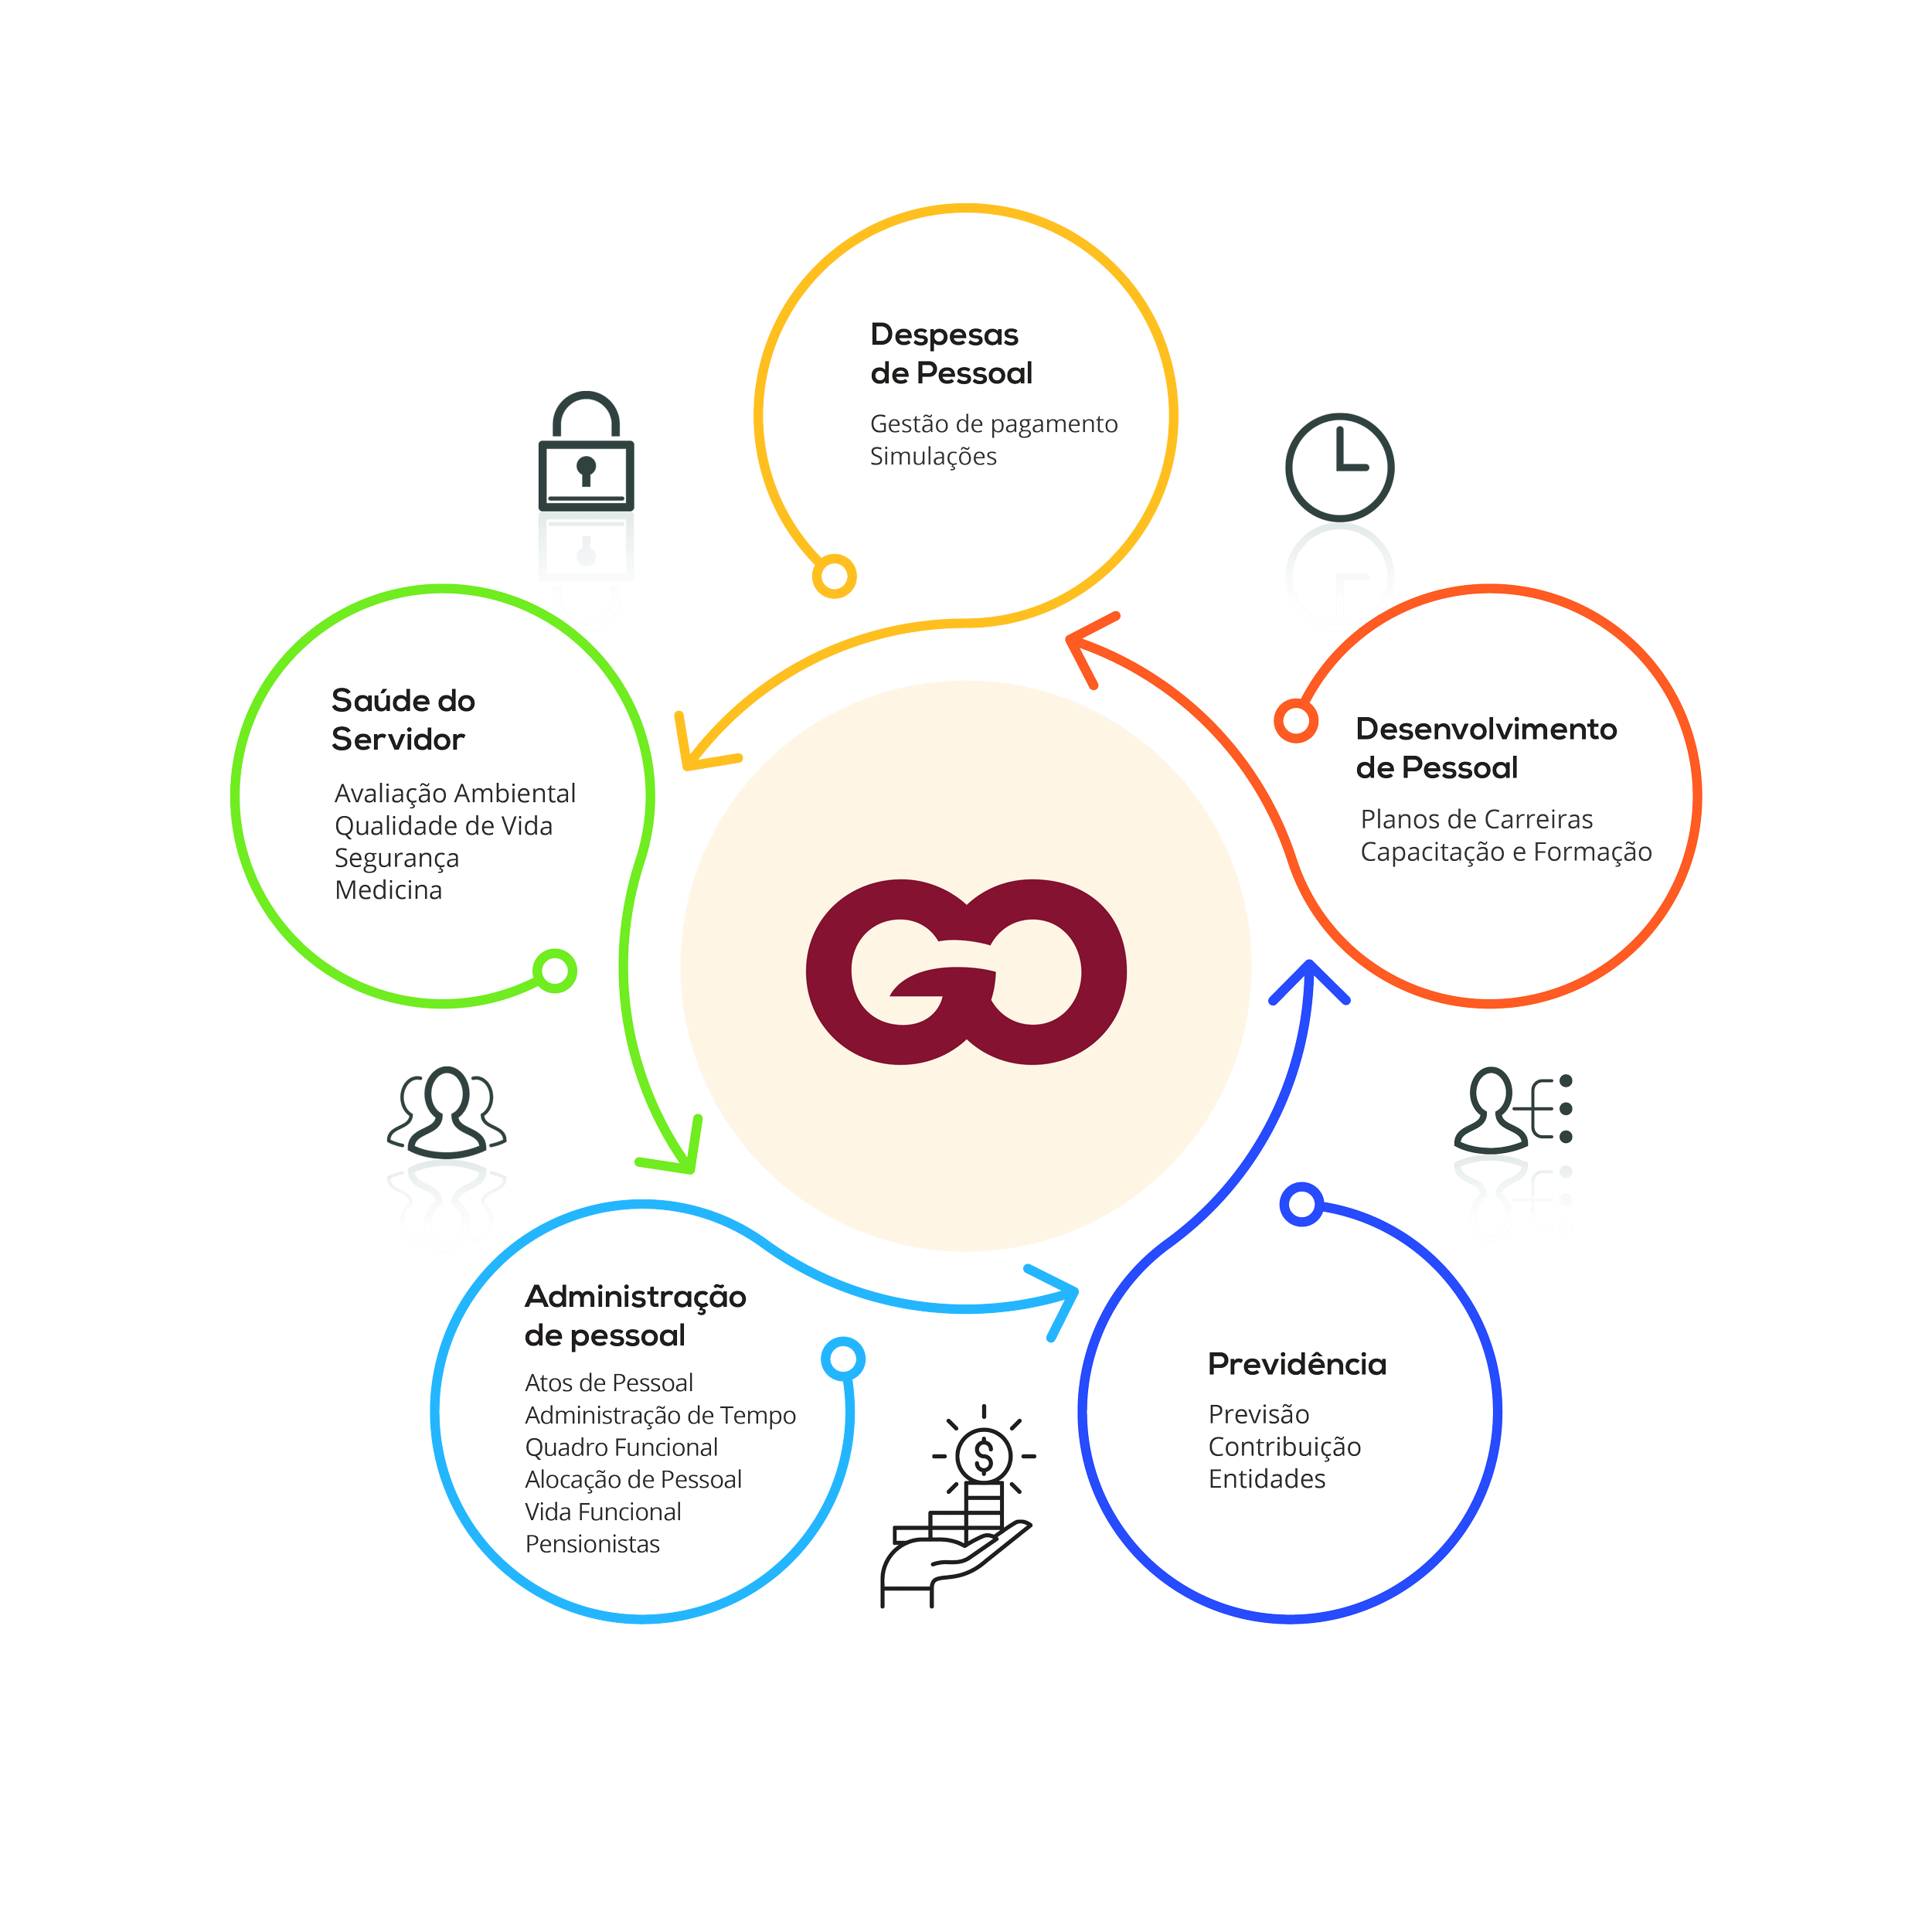 Despesas
de Pessoal
Gestão de pagamento
Simulações
Saúde do
Servidor
Avaliação Ambiental
Qualidade de Vida
Segurança
Medicina
Desenvolvimento
de Pessoal
Planos de Carreiras
Capacitação e Formação
GO
Administração
de pessoal
Atos de Pessoal
Administração de Tempo
Quadro Funcional
Alocação de Pessoal
Vida Funcional
Pensionistas
$
Previdência
Previsão
Contribuição
Entidades